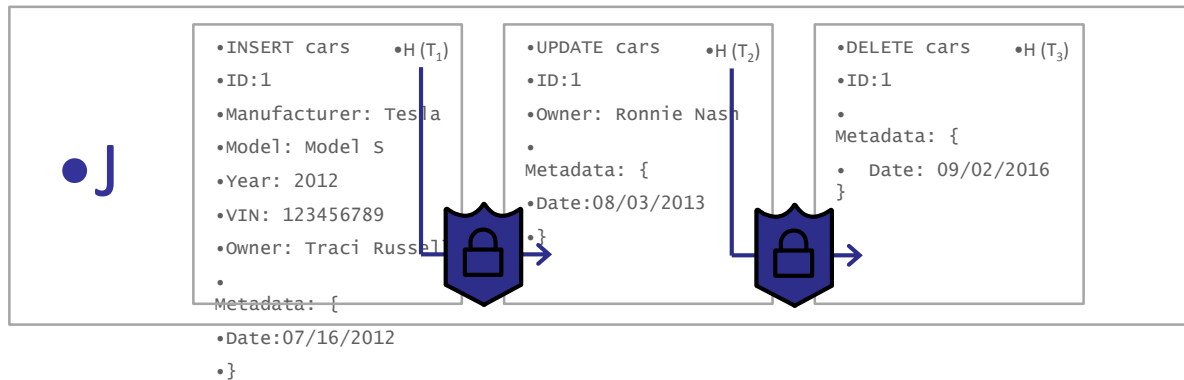 •J
•INSERT cars
•H (T₁)
•ID:1
•Manufacturer: Tesla
•Model: Model S
•Year: 2012
•VIN: 123456789
•Owner: Traci Russell
•
Metadata: {
•Date:07/16/2012
•}
•UPDATE cars
•H (T₂)
•ID:1
•Owner: Ronnie Nash
•
Metadata: {
•Date:08/03/2013
•}
•DELETE cars
•H (T₃)
•ID:1
•
Metadata: {
• Date: 09/02/2016
}